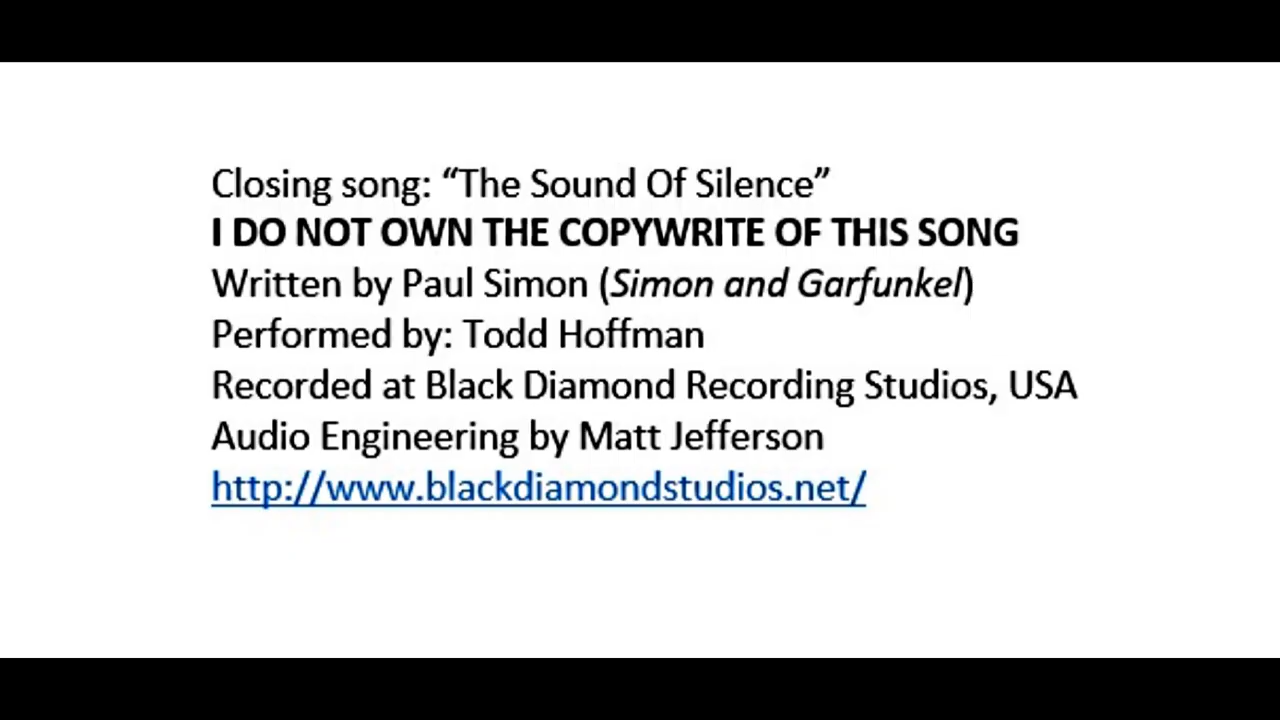 Closing song: “The Sound Of Silence”
I DO NOT OWN THE COPYWRITE OF THIS SONG
Written by Paul Simon (Simon and Garfunkel)
Performed by: Todd Hoffman
Recorded at Black Diamond Recording Studios, USA
Audio Engineering by Matt Jefferson
http://www.blackdiamondstudios.net/